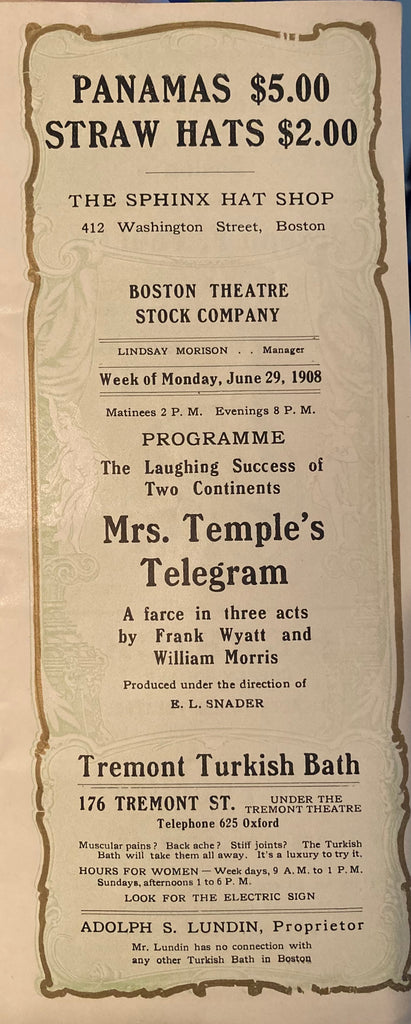 PANAMAS $5.00
STRAW HATS $2.00
THE SPHINX HAT SHOP
412 Washington Street, Boston
BOSTON THEATRE
STOCK COMPANY
LINDSAY MORISON . . Manager
Week of Monday, June 29, 1908
Matinees 2 P. M. Evenings 8 P. M.
PROGRAMME
The Laughing Success of
Two Continents
Mrs. Temple's
Telegram
A farce in three acts
by Frank Wyatt and
William Morris
Produced under the direction of
E. L. SNADER
Tremont Turkish Bath
176 TREMONT ST. UNDER THE
TREMONT THEATRE
Telephone 625 Oxford
Muscular pains? Back ache? Stiff joints? The Turkish
Bath will take them all away. It's a luxury to try it.
HOURS FOR WOMEN — Week days, 9 A. M. to 1 P. M.
Sundays, afternoons 1 to 6 P. M.
LOOK FOR THE ELECTRIC SIGN
ADOLPH S. LUNDIN, Proprietor
Mr. Lundin has no connection with
any other Turkish Bath in Boston